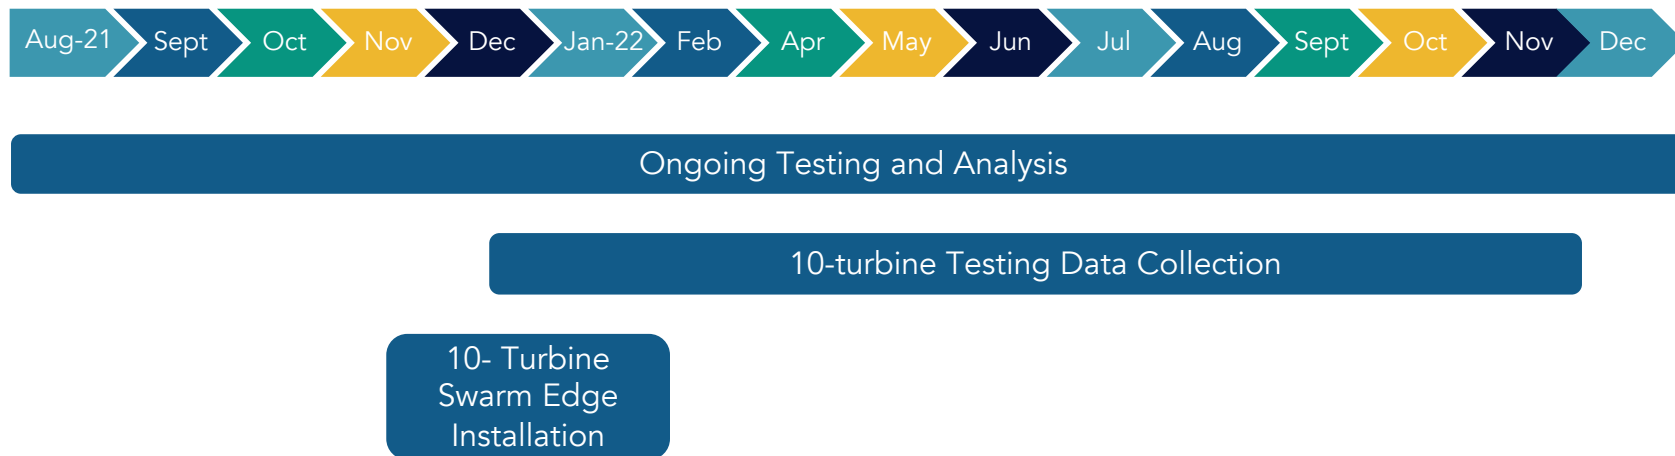 Aug-21 Sept Oct Nov Dec Jan-22 Feb Apr May Jun Jul Aug Sept Oct Nov Dec
Ongoing Testing and Analysis
10-turbine Testing Data Collection
10- Turbine
Swarm Edge
Installation